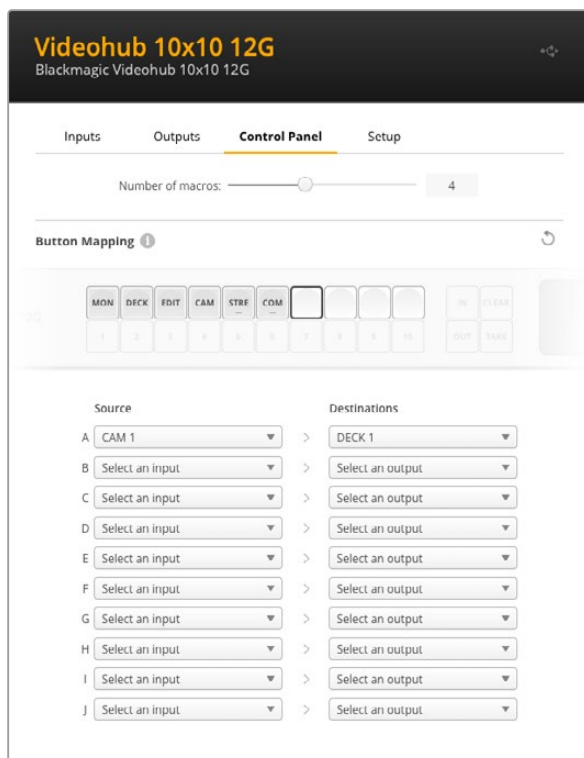 Videohub 10x10 12G
Blackmagic Videohub 10x10 12G
Inputs Outputs Control Panel Setup
Number of macros: 4
Button Mapping
MON DECK EDIT CAM STRE COM IN CLEAR
1 2 3 4 5 6 7 8 9 10 OUT TAKE
Source Destinations
A CAM 1 > DECK 1
B Select an input > Select an output
C Select an input > Select an output
D Select an input > Select an output
E Select an input > Select an output
F Select an input > Select an output
G Select an input > Select an output
H Select an input > Select an output
I Select an input > Select an output
J Select an input > Select an output